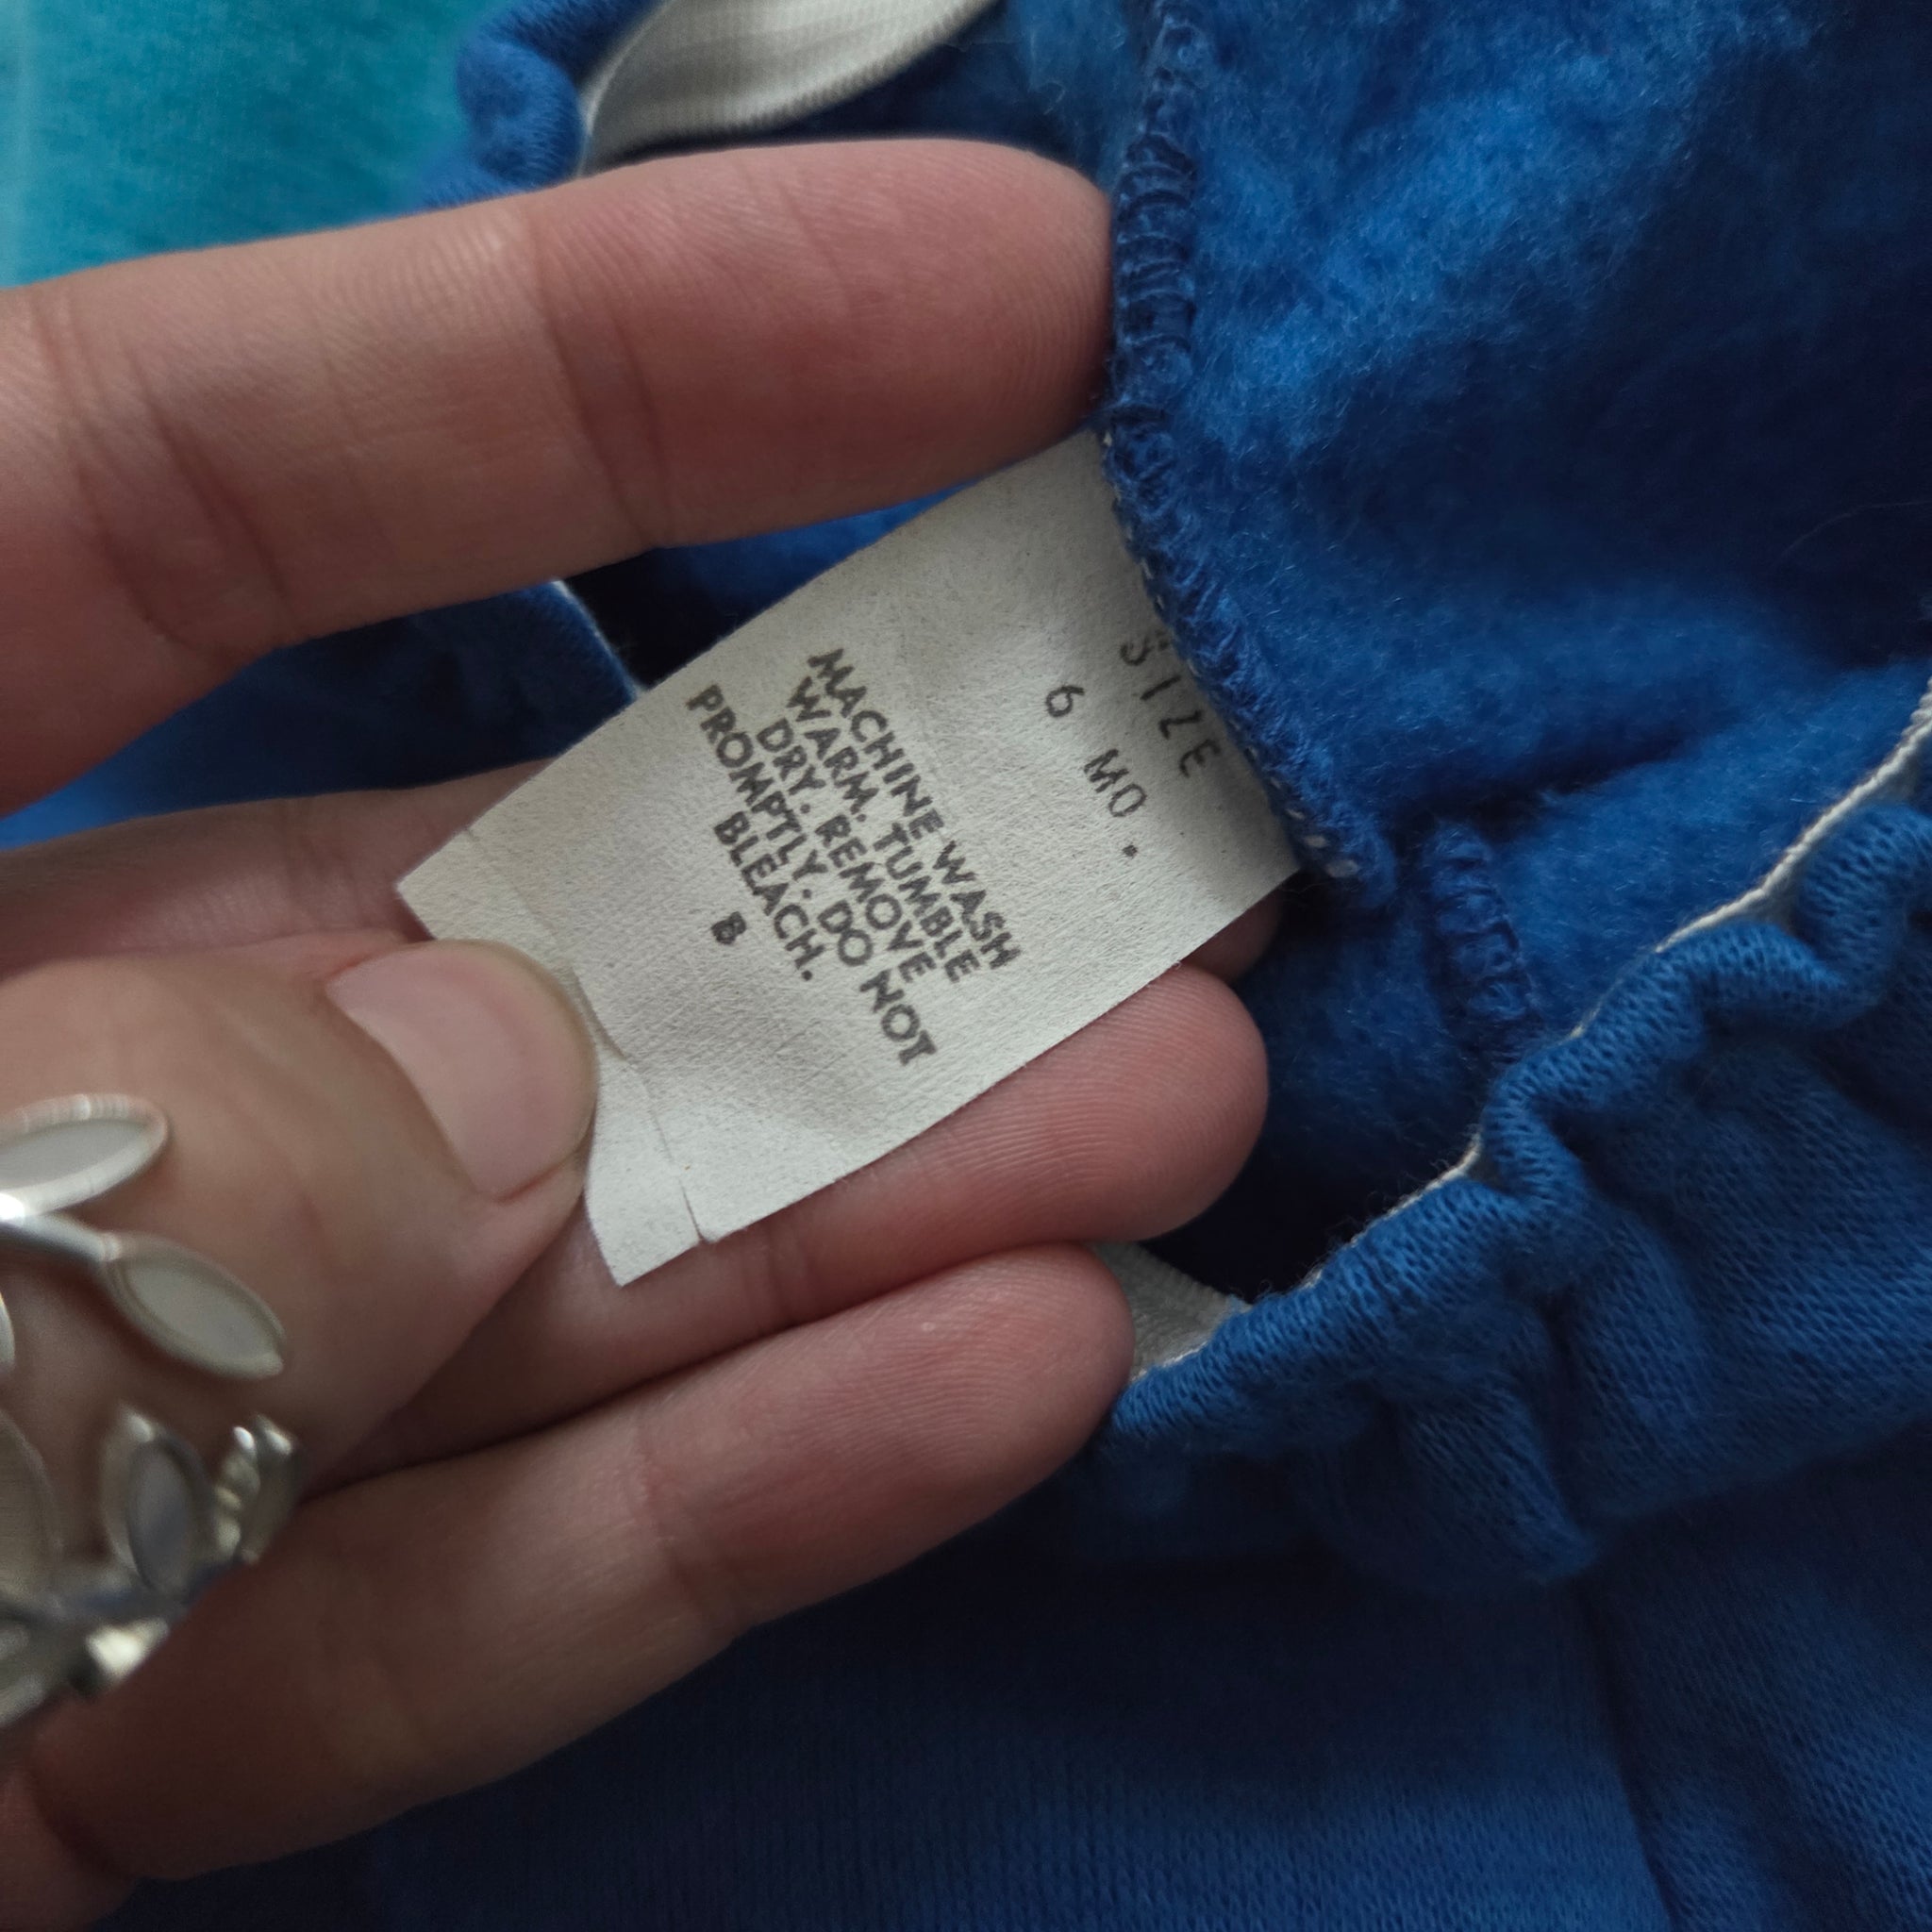 SIZE
6 MO.
MACHINE WASH
WARM. TUMBLE
DRY. REMOVE
PROMPTLY. DO NOT
BLEACH.
B